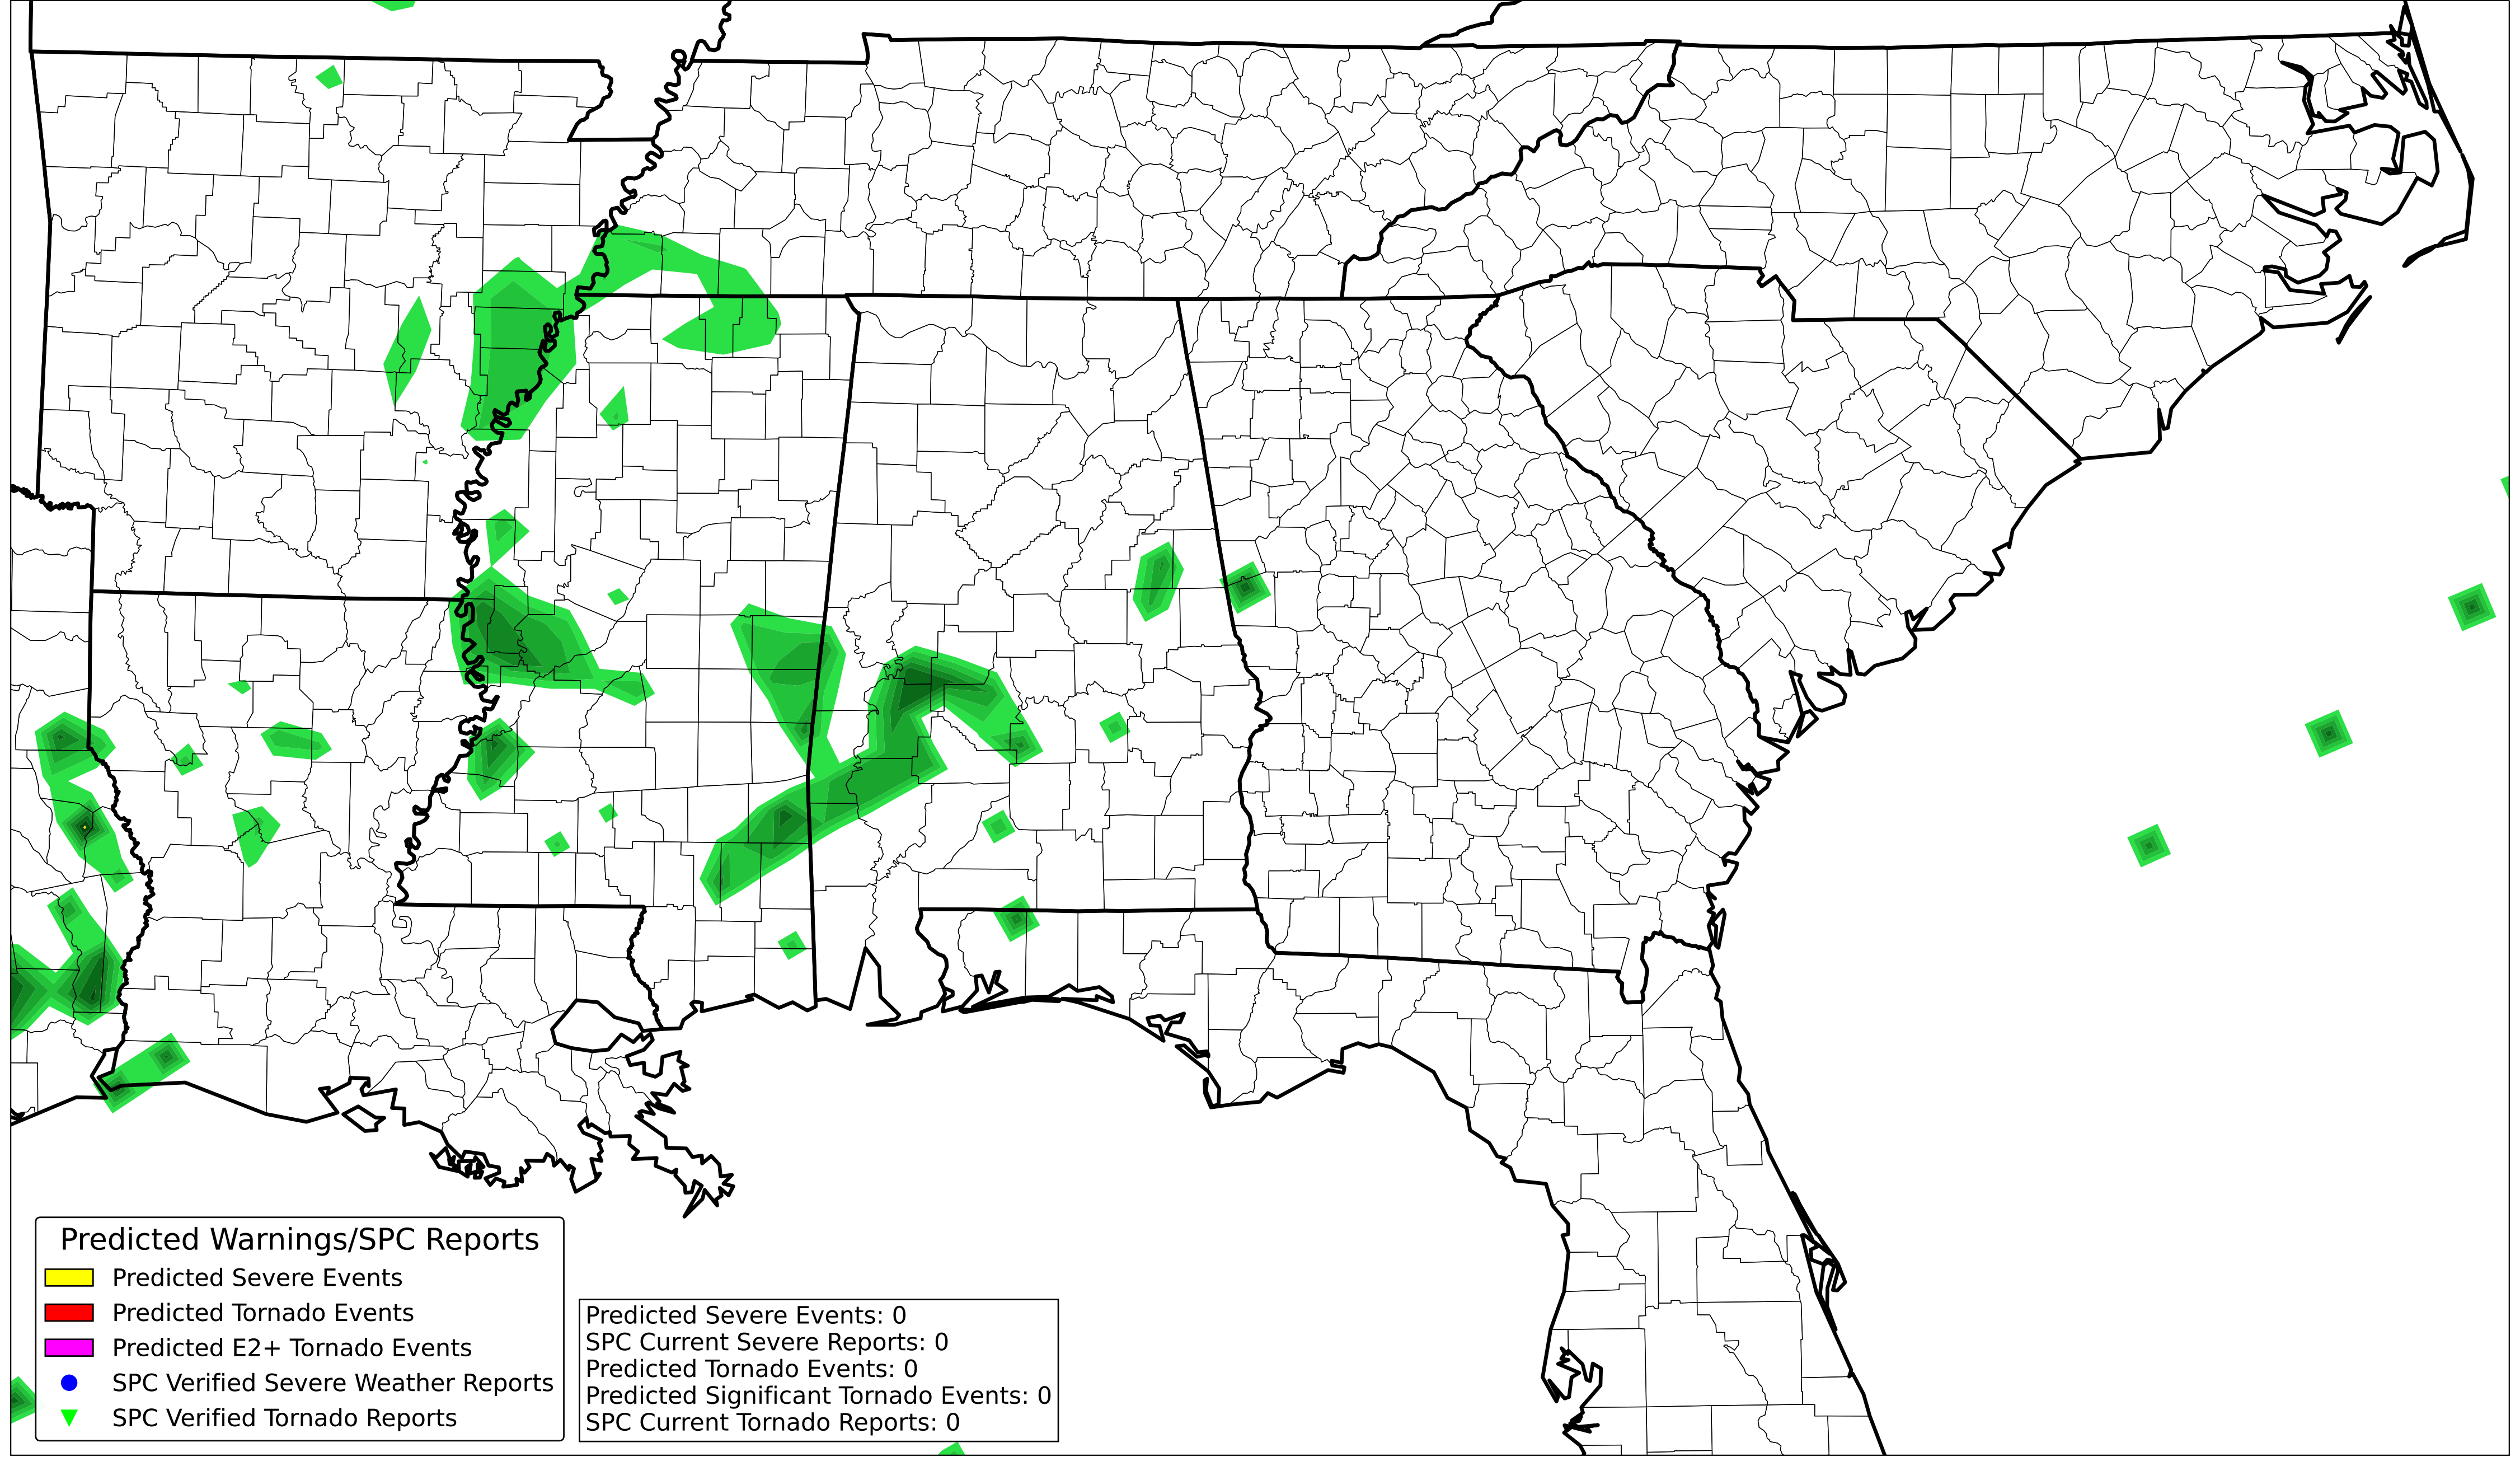 Predicted Warnings/SPC Reports
Predicted Severe Events
Predicted Tornado Events
Predicted E2+ Tornado Events
SPC Verified Severe Weather Reports
SPC Verified Tornado Reports
Predicted Severe Events: 0
SPC Current Severe Reports: 0
Predicted Tornado Events: 0
Predicted Significant Tornado Events: 0
SPC Current Tornado Reports: 0